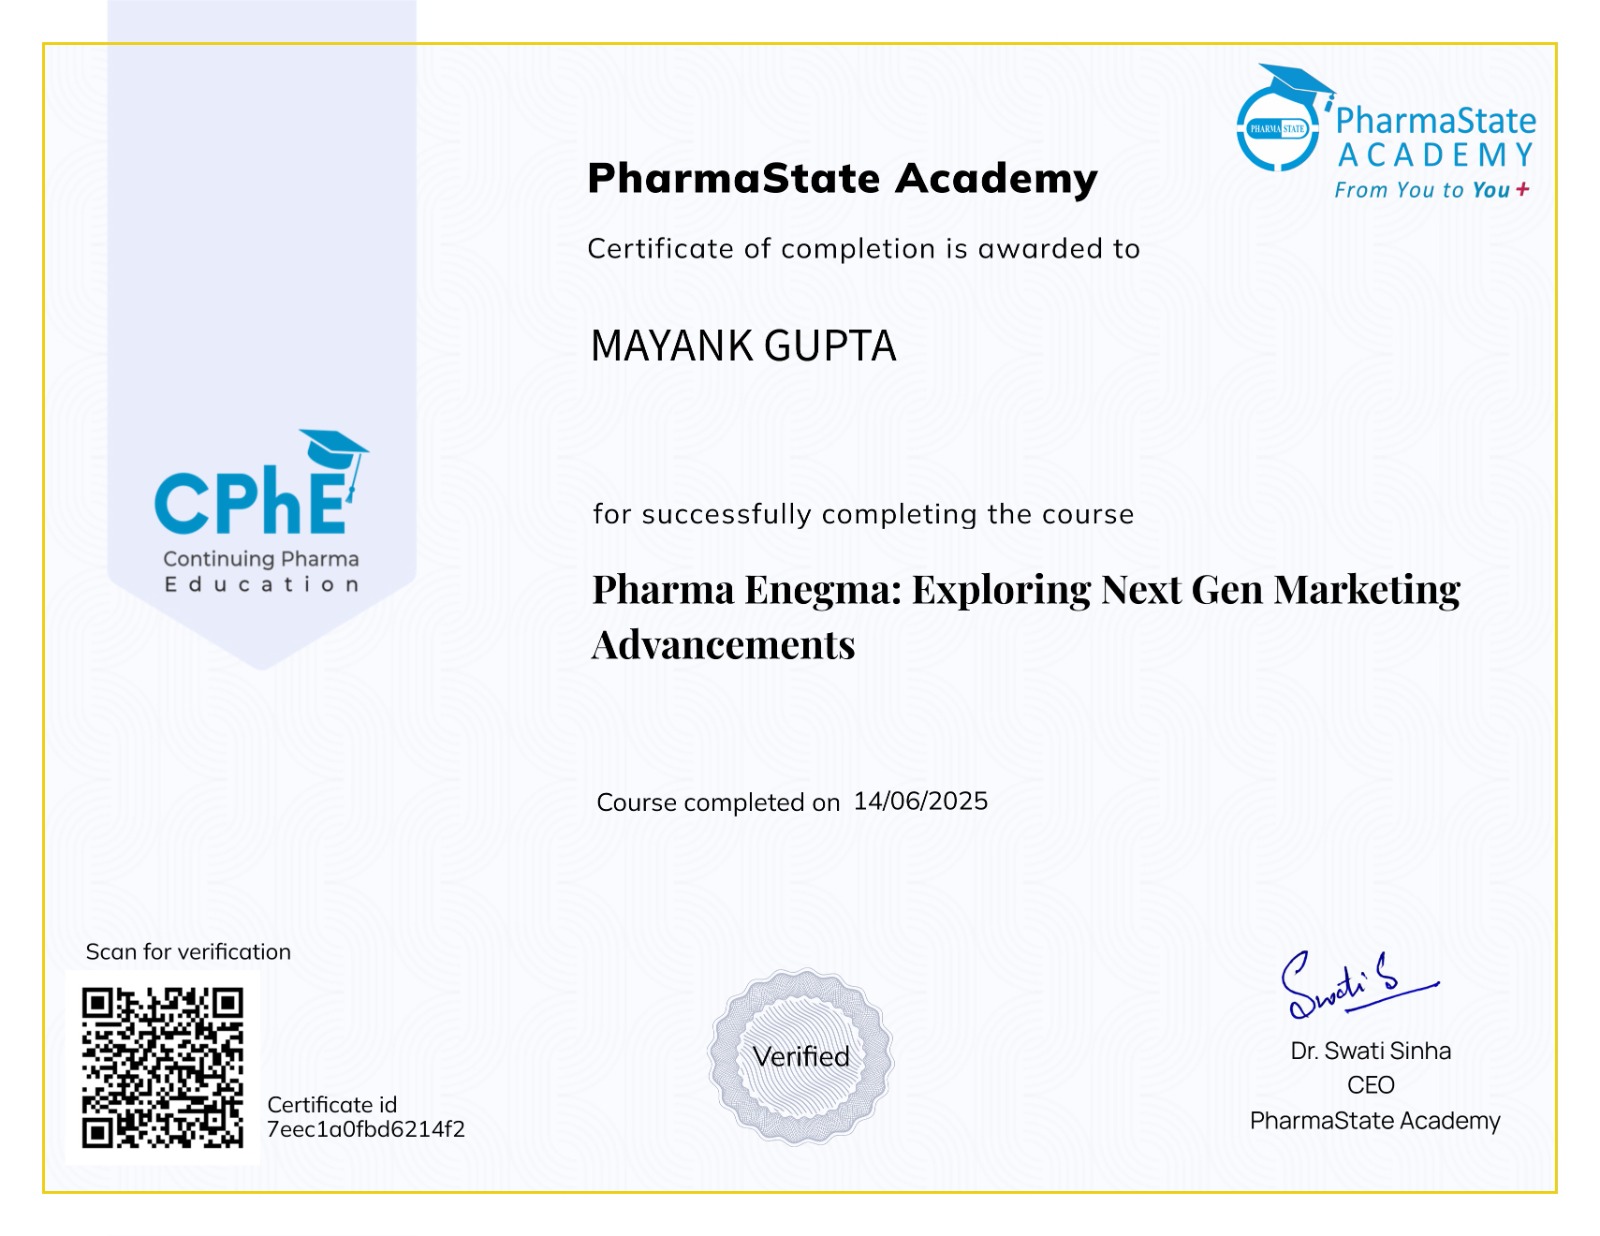 PHARMA STATE
PharmaState
ACADEMY
From You to You +
PharmaState Academy
Certificate of completion is awarded to
MAYANK GUPTA
CPhE
Continuing Pharma
Education
for successfully completing the course
Pharma Enegma: Exploring Next Gen Marketing
Advancements
Course completed on 14/06/2025
Scan for verification
Certificate id
7eec1a0fbd6214f2
Verified
Swati S
Dr. Swati Sinha
CEO
PharmaState Academy